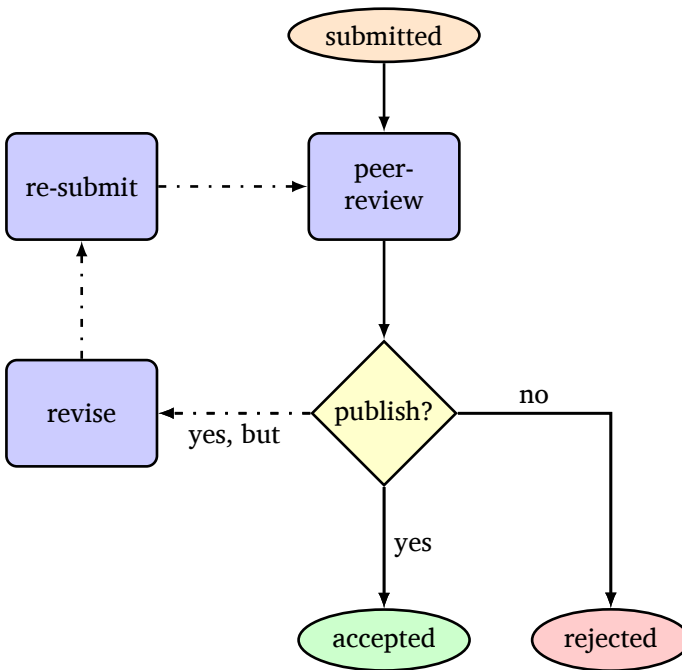 submitted
re-submit
peer-
review
revise
publish?
no
yes, but
yes
accepted
rejected